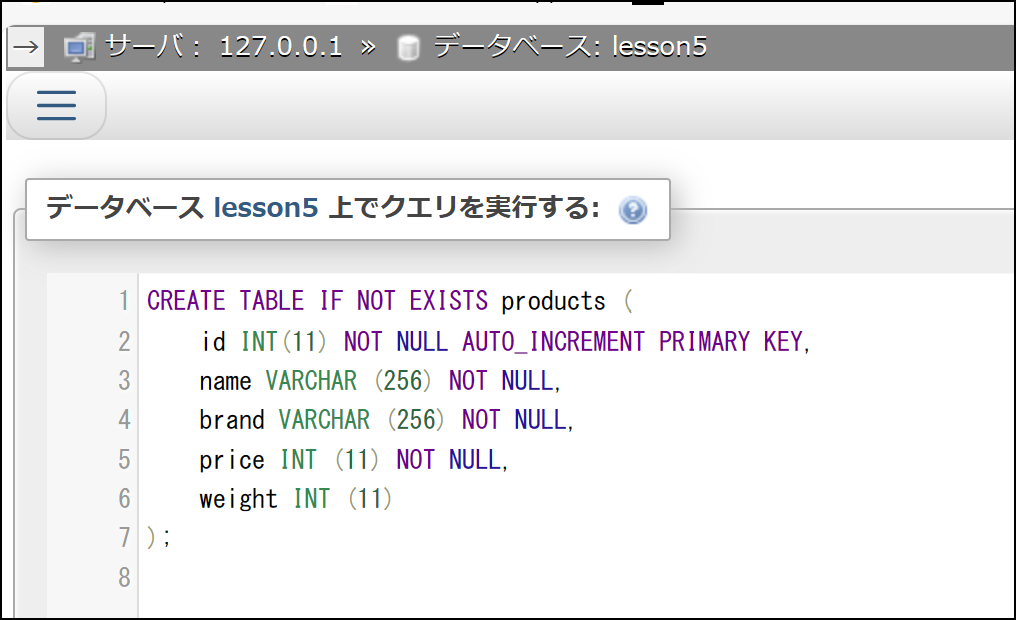 → サーバ： 127.0.0.1 » データベース: lesson5
データベース lesson5 上でクエリを実行する:
1 CREATE TABLE IF NOT EXISTS products (
2 id INT(11) NOT NULL AUTO_INCREMENT PRIMARY KEY,
3 name VARCHAR (256) NOT NULL,
4 brand VARCHAR (256) NOT NULL,
5 price INT (11) NOT NULL,
6 weight INT (11)
7 );
8